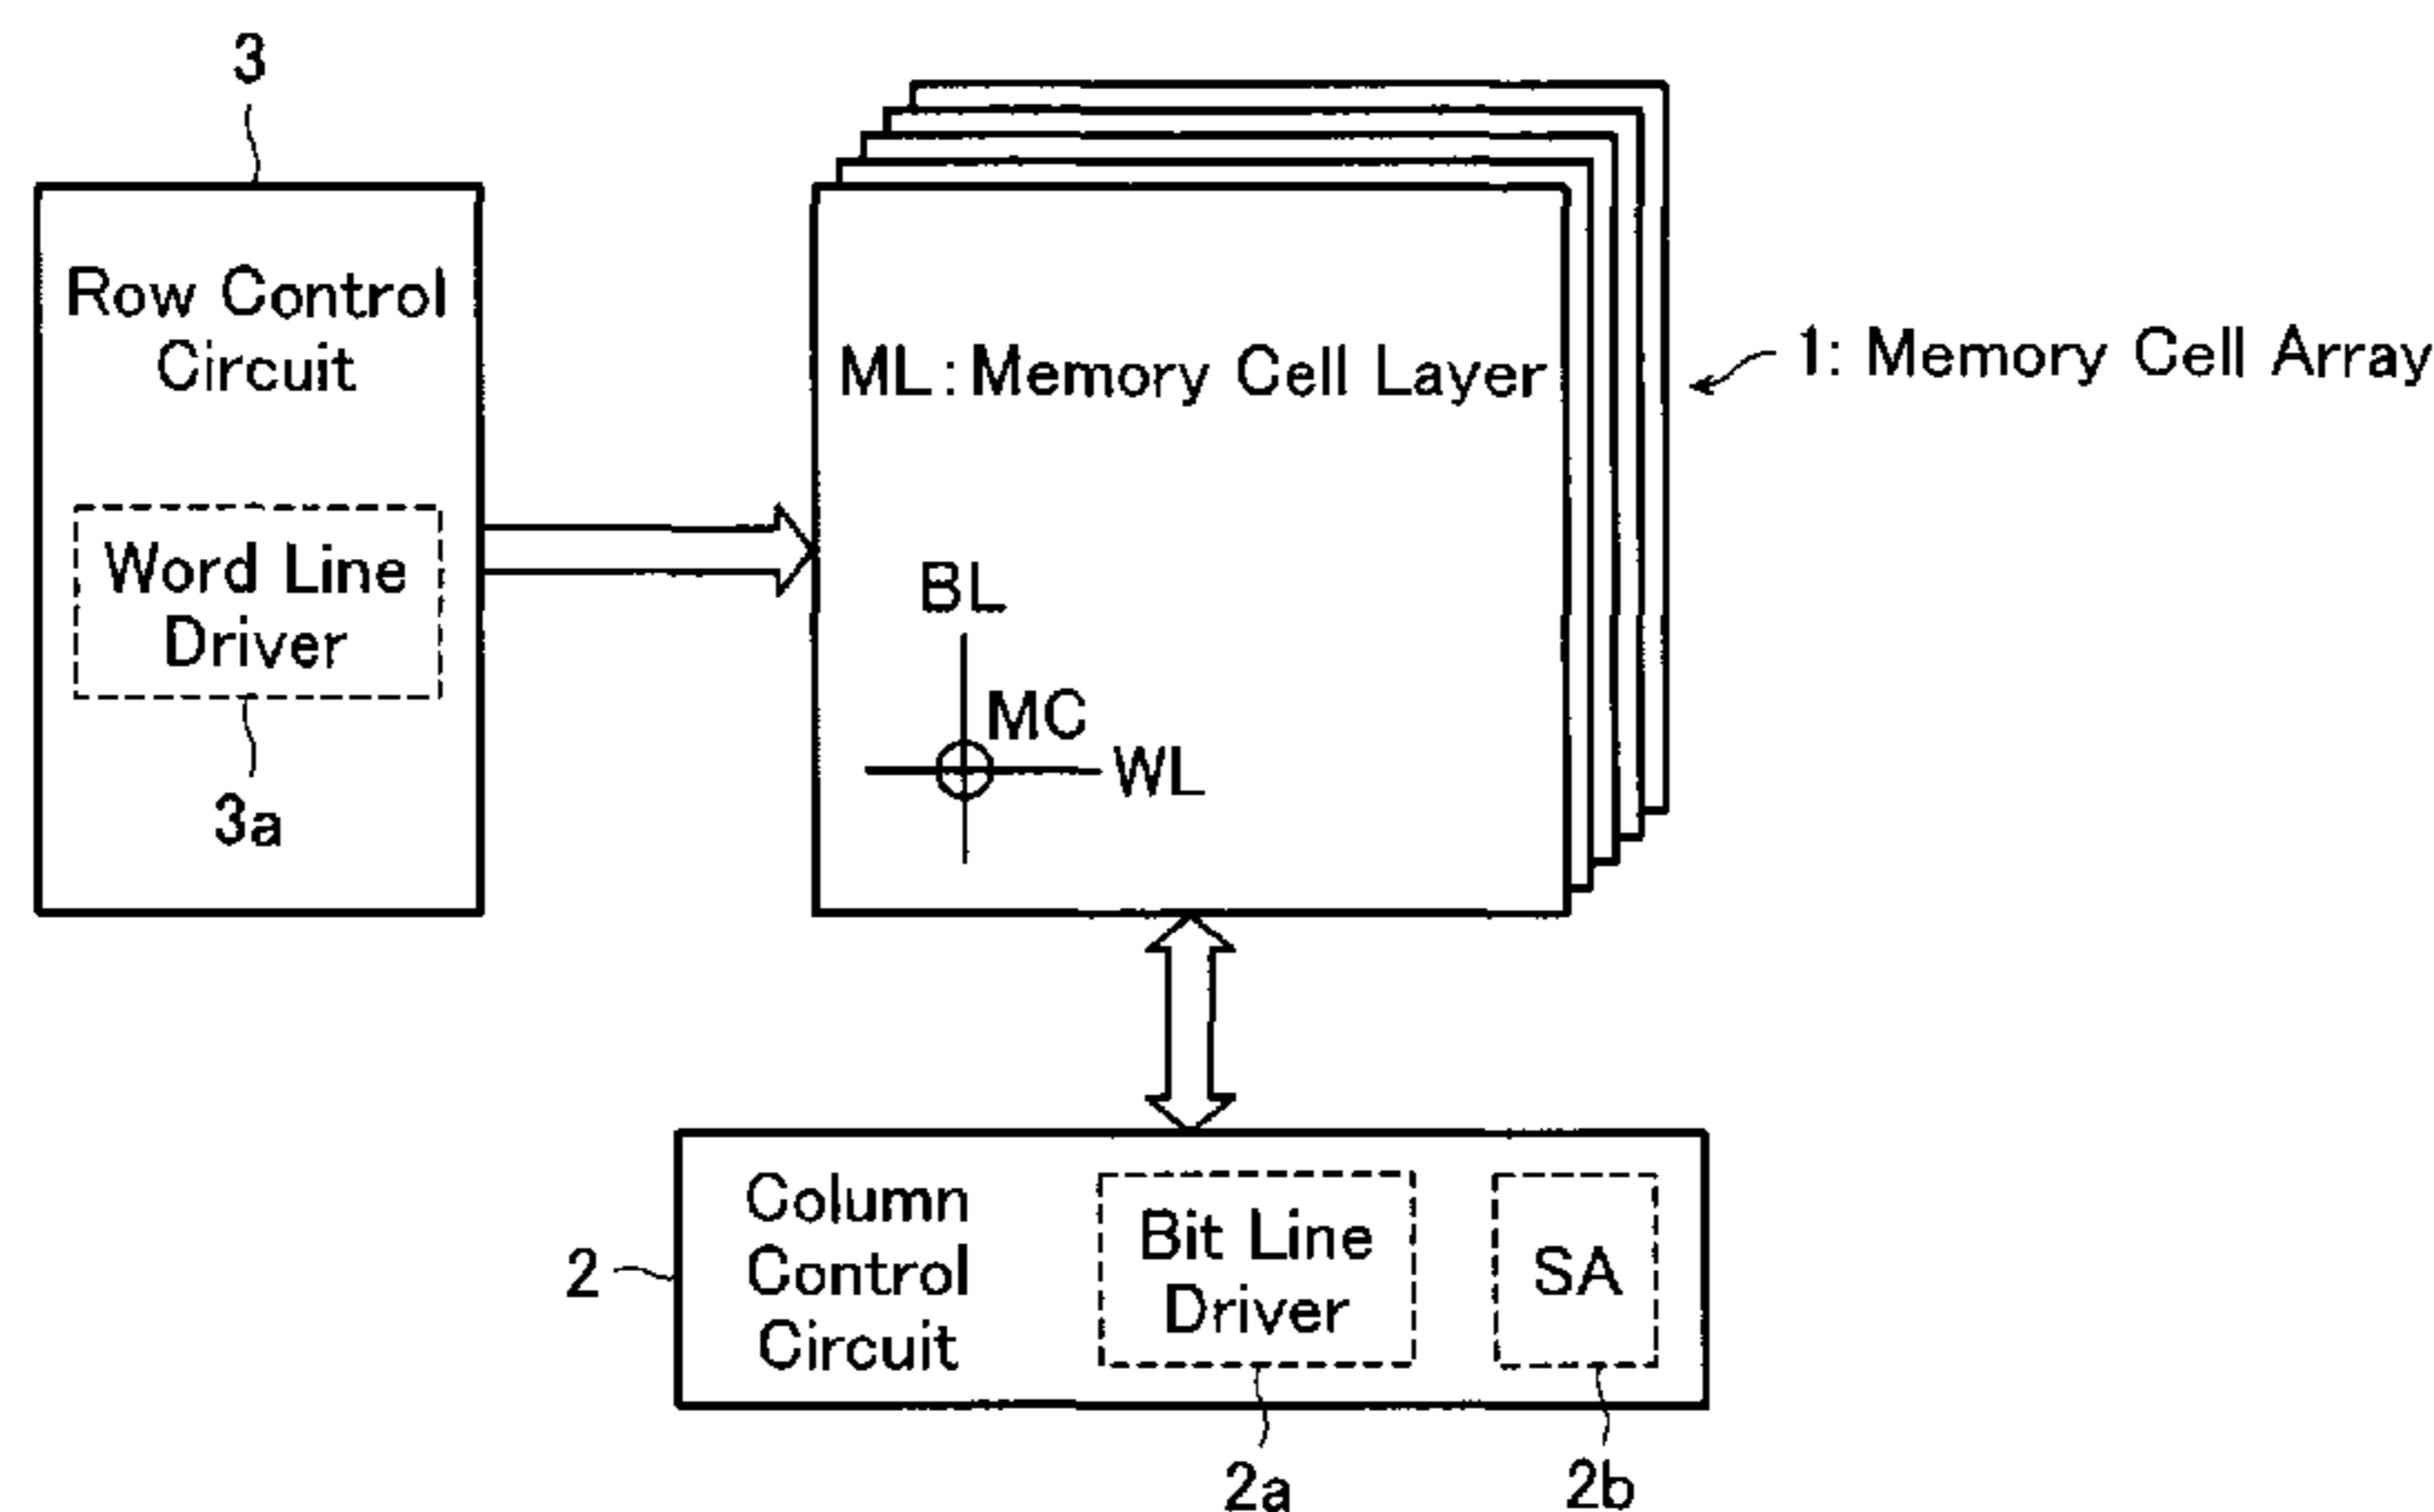 3
Row Control
Circuit
Word Line
Driver
3a
ML: Memory Cell Layer
BL
MC
WL
1: Memory Cell Array
2
Column
Control
Circuit
Bit Line
Driver
SA
2a
2b